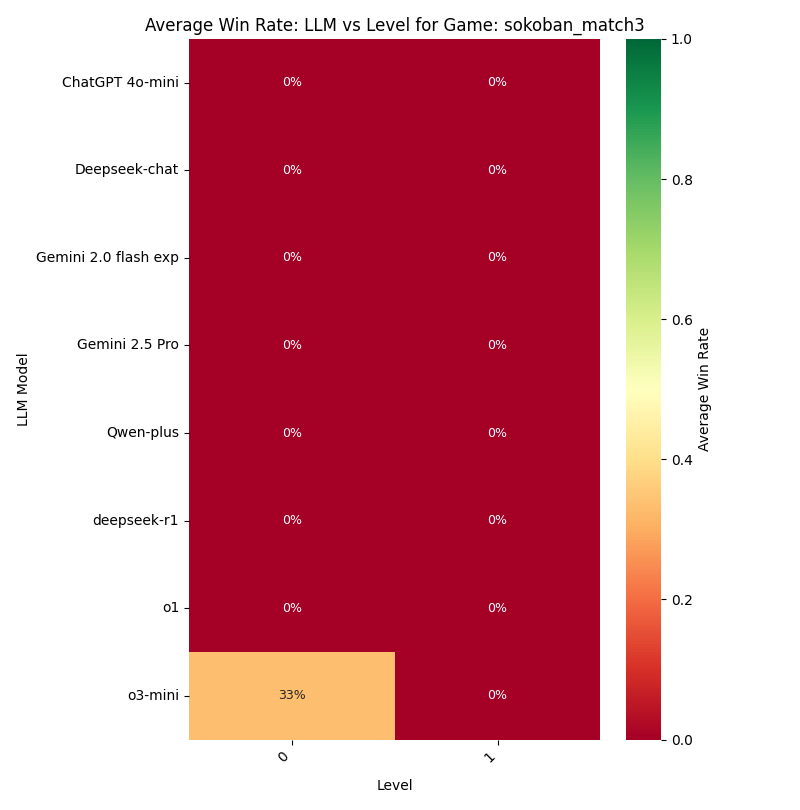 Average Win Rate: LLM vs Level for Game: sokoban_match3
LLM Model
ChatGPT 4o-mini 0% 0%
Deepseek-chat 0% 0%
Gemini 2.0 flash exp 0% 0%
Gemini 2.5 Pro 0% 0%
Qwen-plus 0% 0%
deepseek-r1 0% 0%
o1 0% 0%
o3-mini 33% 0%
0 1
Level
1.0
0.8
0.6
0.4
0.2
0.0
Average Win Rate